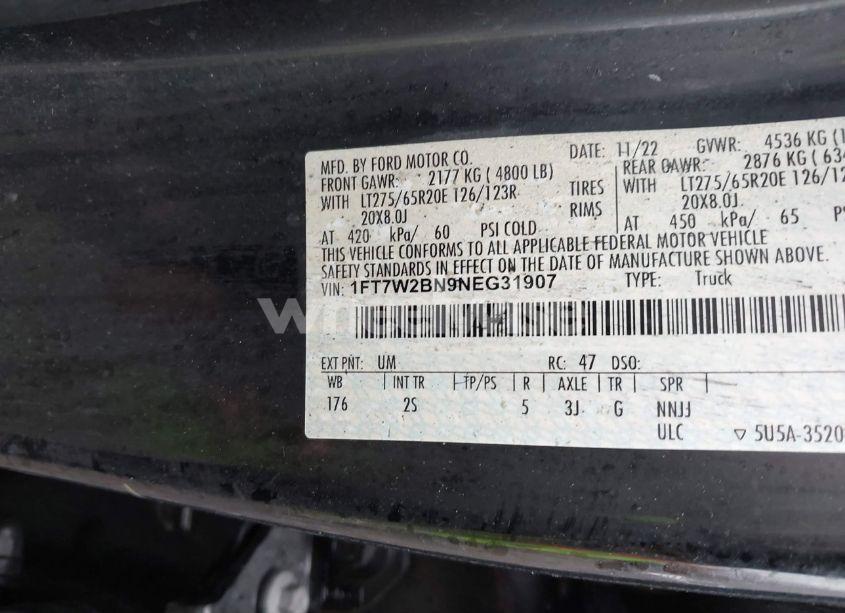 MFD. BY FORD MOTOR CO.
DATE: 11/22 GVWR: 4536 KG
FRONT GAWR: 2177 KG ( 4800 LB)
REAR GAWR: 2876 KG
WITH LT275/65R20E 126/123R TIRES
WITH LT275/65R20E
20X8.0J RIMS
20X8.0J
AT 420 kPa/ 60 PSI COLD
AT 450 kPa/ 65
THIS VEHICLE CONFORMS TO ALL APPLICABLE FEDERAL MOTOR VEHICLE
SAFETY STANDARDS IN EFFECT ON THE DATE OF MANUFACTURE SHOWN ABOVE.
VIN: 1FT7W2BN9NEG31907 TYPE: Truck
EXT PNT: UM RC: 47 DSO:
WB INT TR TP/PS R AXLE TR SPR
176 2S 5 3J G NNJJ
ULC